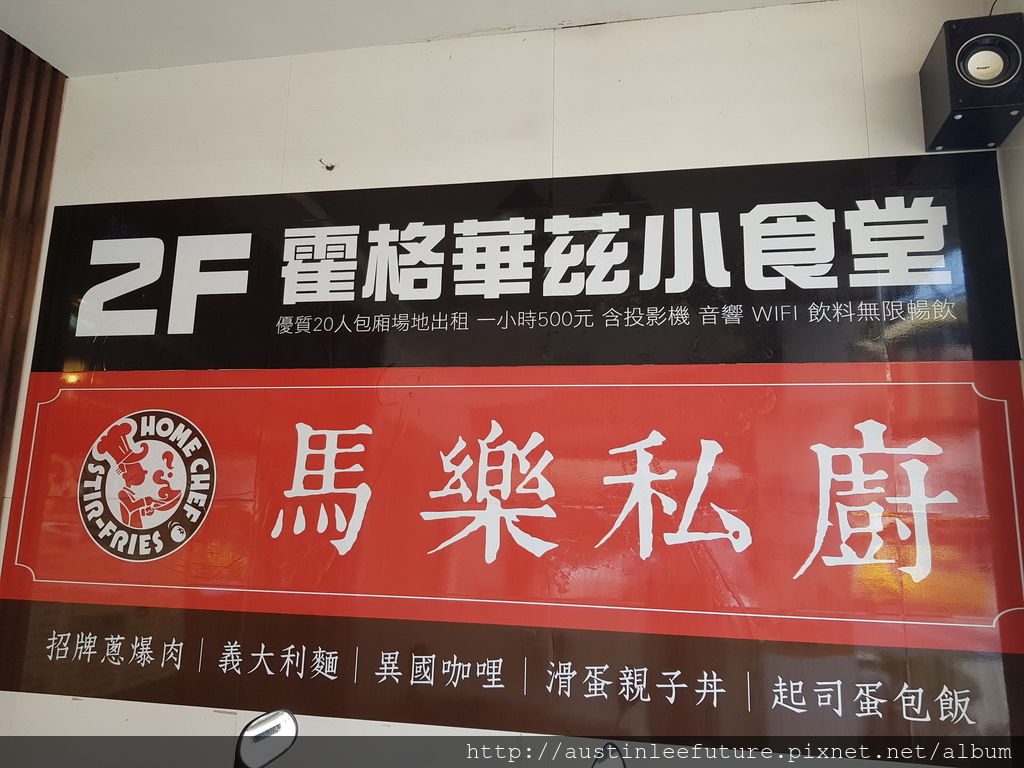 2F 霍格華茲小食堂
優質20人包廂場地出租 一小時500元 含投影機 音響 WIFI 飲料無限暢飲
HOME CHEF
STIR-FRIES
馬樂私廚
招牌蔥爆肉｜義大利麵｜異國咖哩｜滑蛋親子丼｜起司蛋包飯
http://austinleefuture.pixnet.net/album